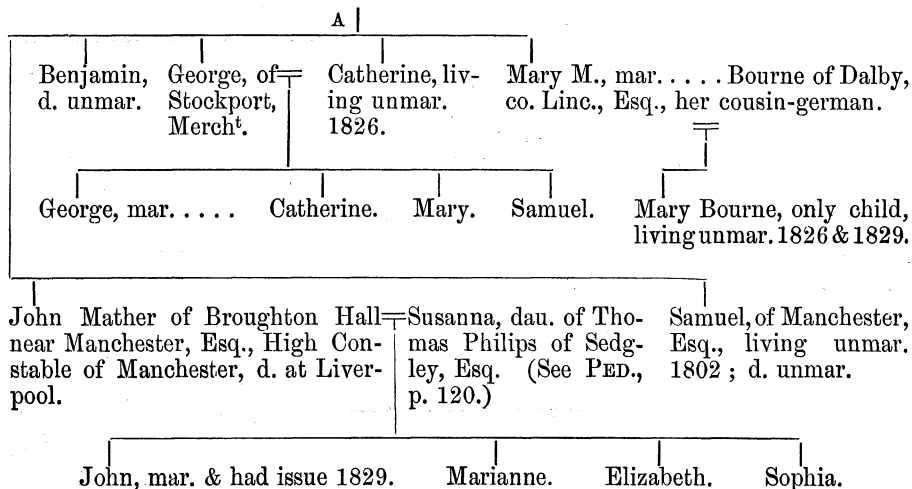 A
Benjamin, George, of Catherine, liv- Mary M., mar. . . . . Bourne of Dalby,
d. unmar. Stockport, ing unmar. co. Linc., Esq., her cousin-german.
Mercht. 1826.
George, mar. . . . . Catherine. Mary. Samuel. Mary Bourne, only child,
living unmar. 1826 & 1829.
John Mather of Broughton Hall Susanna, dau. of Tho- Samuel, of Manchester,
near Manchester, Esq., High Con- mas Philips of Sedg- Esq., living unmar.
stable of Manchester, d. at Liver- ley, Esq. (See PED., 1802 ; d. unmar.
pool. p. 120.)
John, mar. & had issue 1829. Marianne. Elizabeth. Sophia.